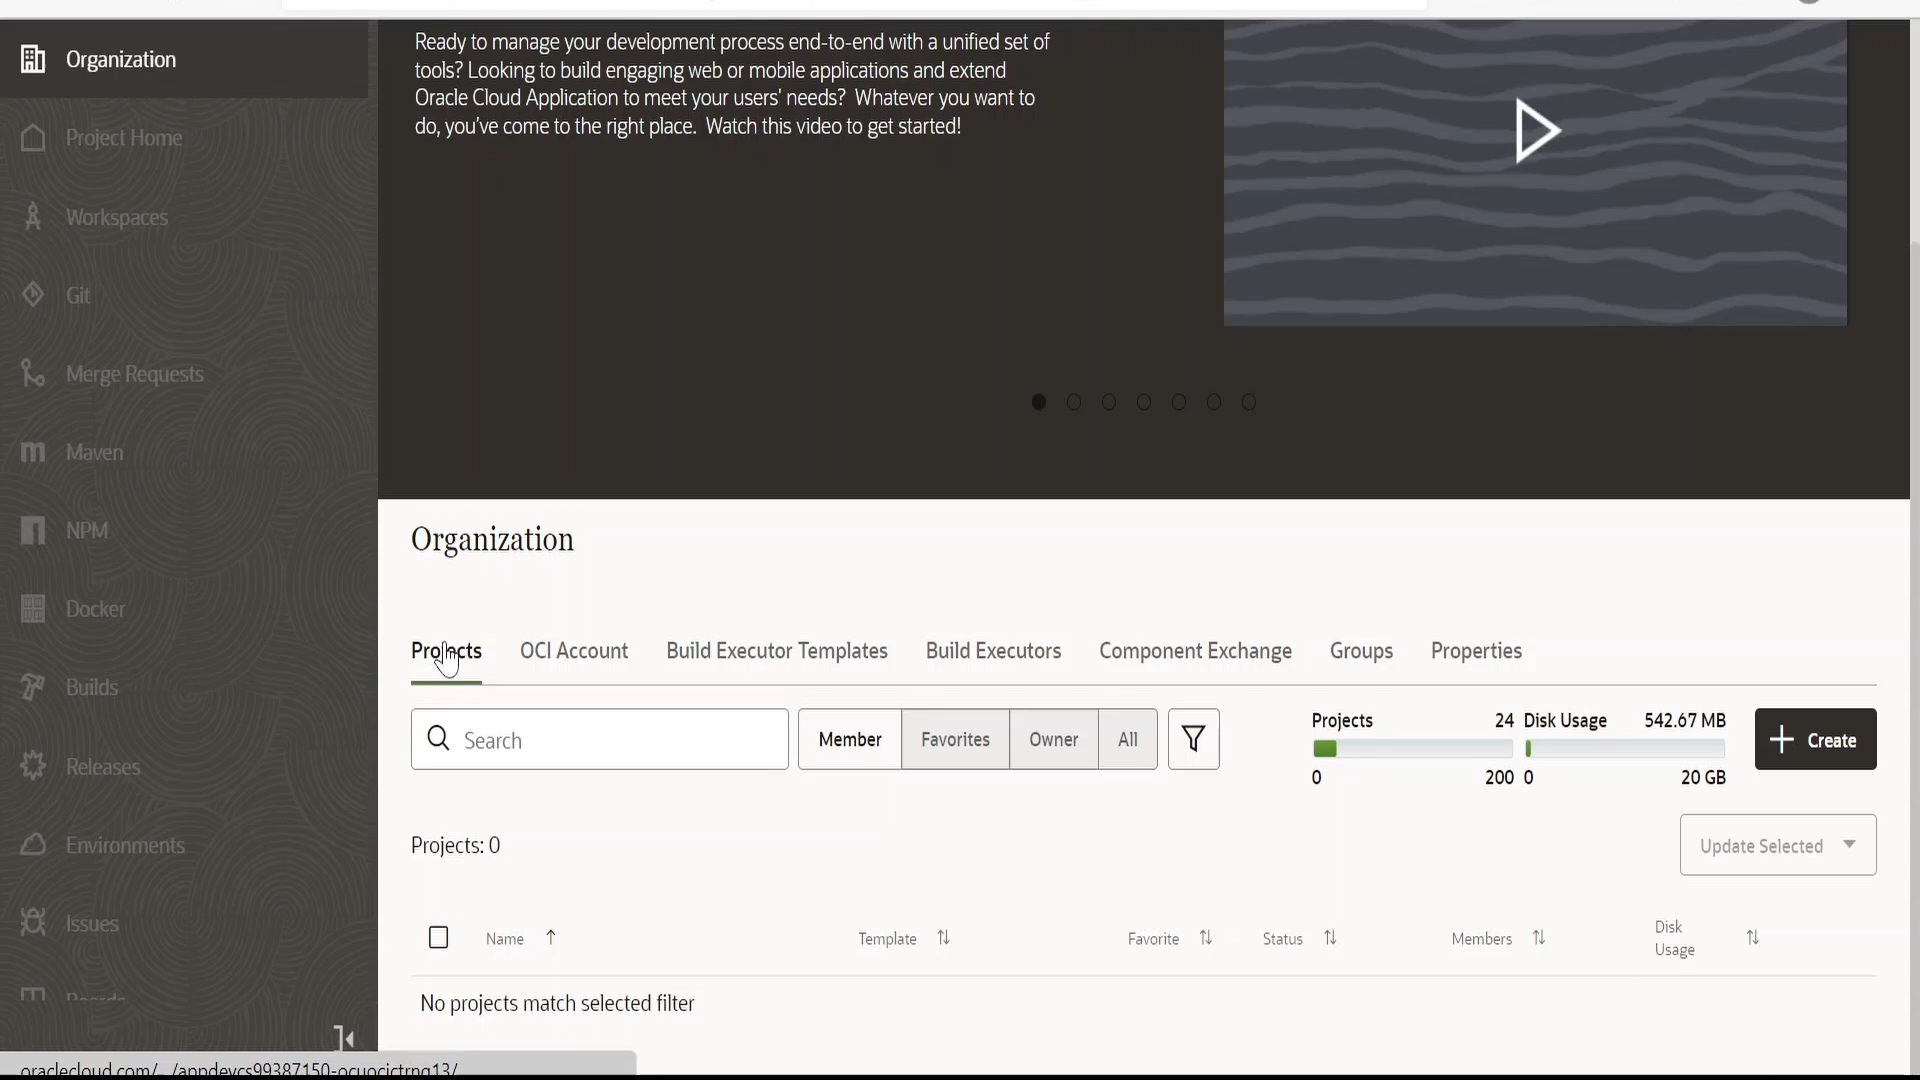 Organization
Project Home
Workspaces
Git
Merge Requests
Maven
NPM
Docker
Builds
Releases
Environments
Issues
Boards
Ready to manage your development process end-to-end with a unified set of
tools? Looking to build engaging web or mobile applications and extend
Oracle Cloud Application to meet your users' needs?  Whatever you want to
do, you've come to the right place.  Watch this video to get started!
Organization
Projects OCI Account Build Executor Templates Build Executors Component Exchange Groups Properties
Search Member Favorites Owner All
Projects 24 Disk Usage 542.67 MB
0 200 0 20 GB
Create
Projects: 0
Update Selected
Name Template Favorite Status Members Disk
Usage
No projects match selected filter
oraclecloud.com/.../appdevcs99387150-ocuocictrng13/